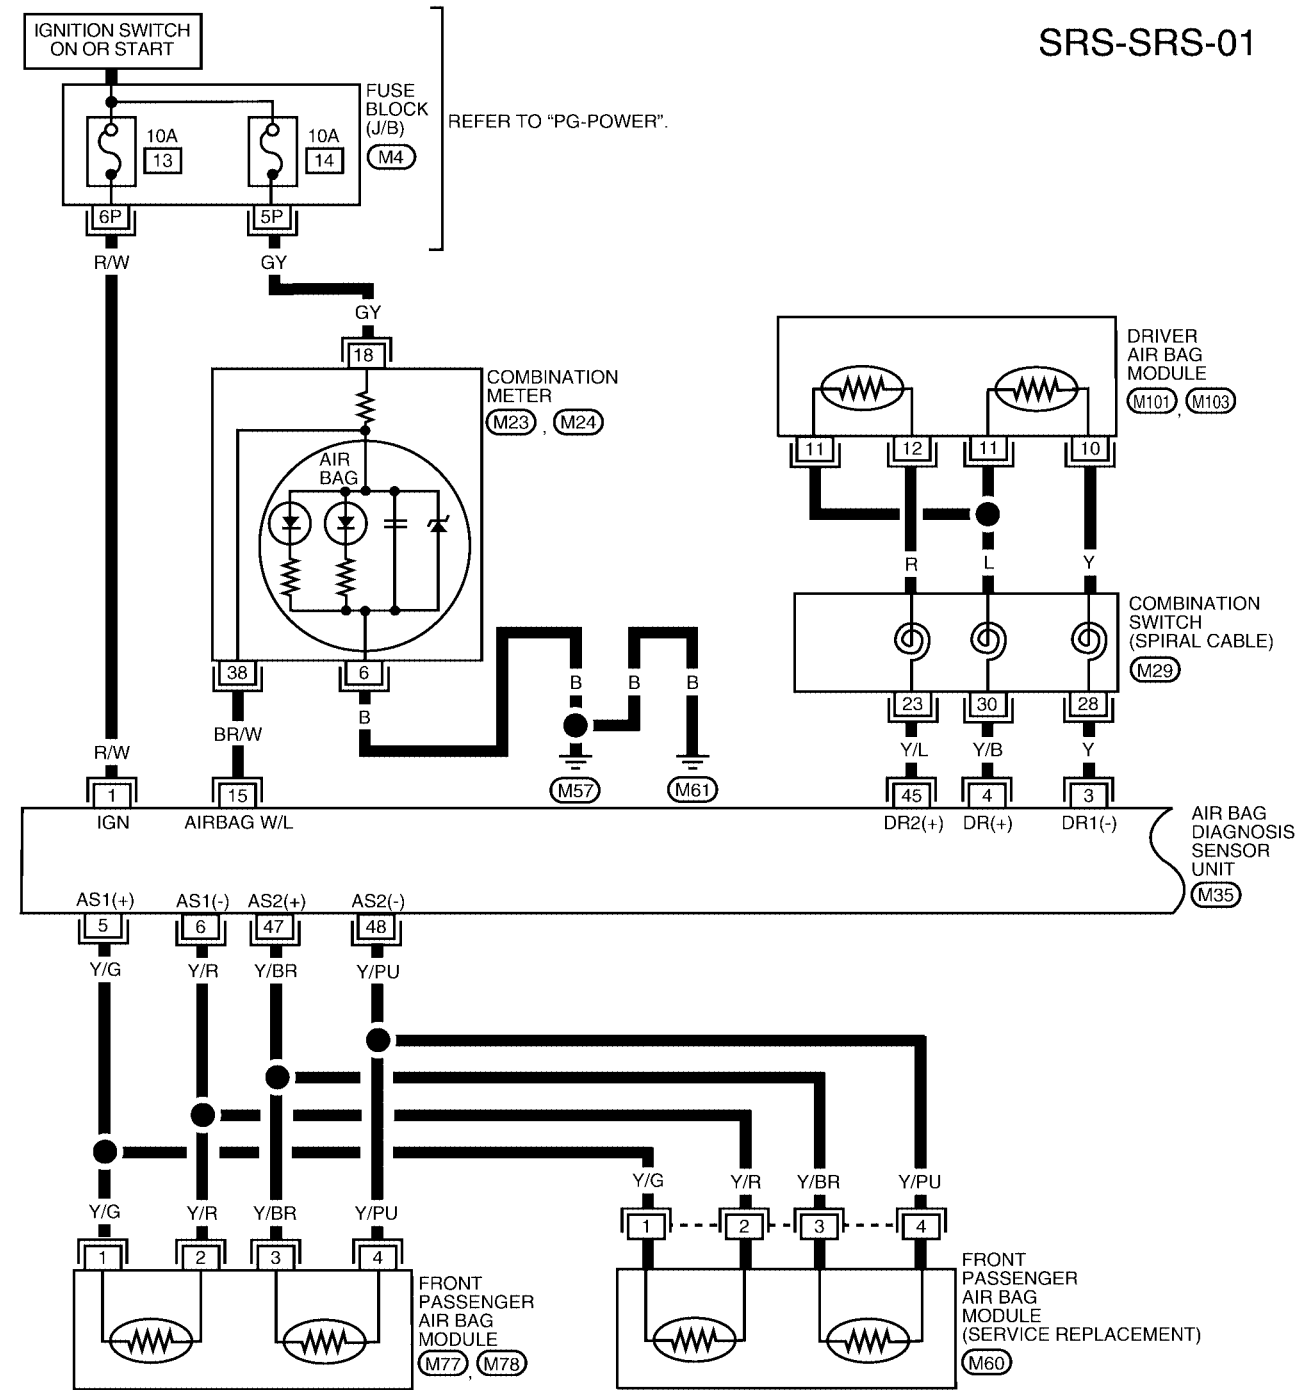 SRS-SRS-01
IGNITION SWITCH
ON OR START
FUSE
BLOCK
(J/B)
M4
REFER TO “PG-POWER”.
10A
13
10A
14
6P
5P
R/W
GY
GY
18
COMBINATION
METER
M23 , M24
AIR
BAG
38
6
BR/W
B
B
B
B
M57
M61
R/W
DRIVER
AIR BAG
MODULE
M101 , M103
11
12
11
10
R
L
Y
COMBINATION
SWITCH
(SPIRAL CABLE)
M29
23
30
28
Y/L
Y/B
Y
1
15
45
4
3
IGN
AIRBAG W/L
DR2(+)
DR(+)
DR1(-)
AIR BAG
DIAGNOSIS
SENSOR
UNIT
M35
AS1(+)
AS1(-)
AS2(+)
AS2(-)
5
6
47
48
Y/G
Y/R
Y/BR
Y/PU
Y/G
Y/R
Y/BR
Y/PU
1
2
3
4
Y/G
Y/R
Y/BR
Y/PU
1
2
3
4
FRONT
PASSENGER
AIR BAG
MODULE
M77 , M78
FRONT
PASSENGER
AIR BAG
MODULE
(SERVICE REPLACEMENT)
M60